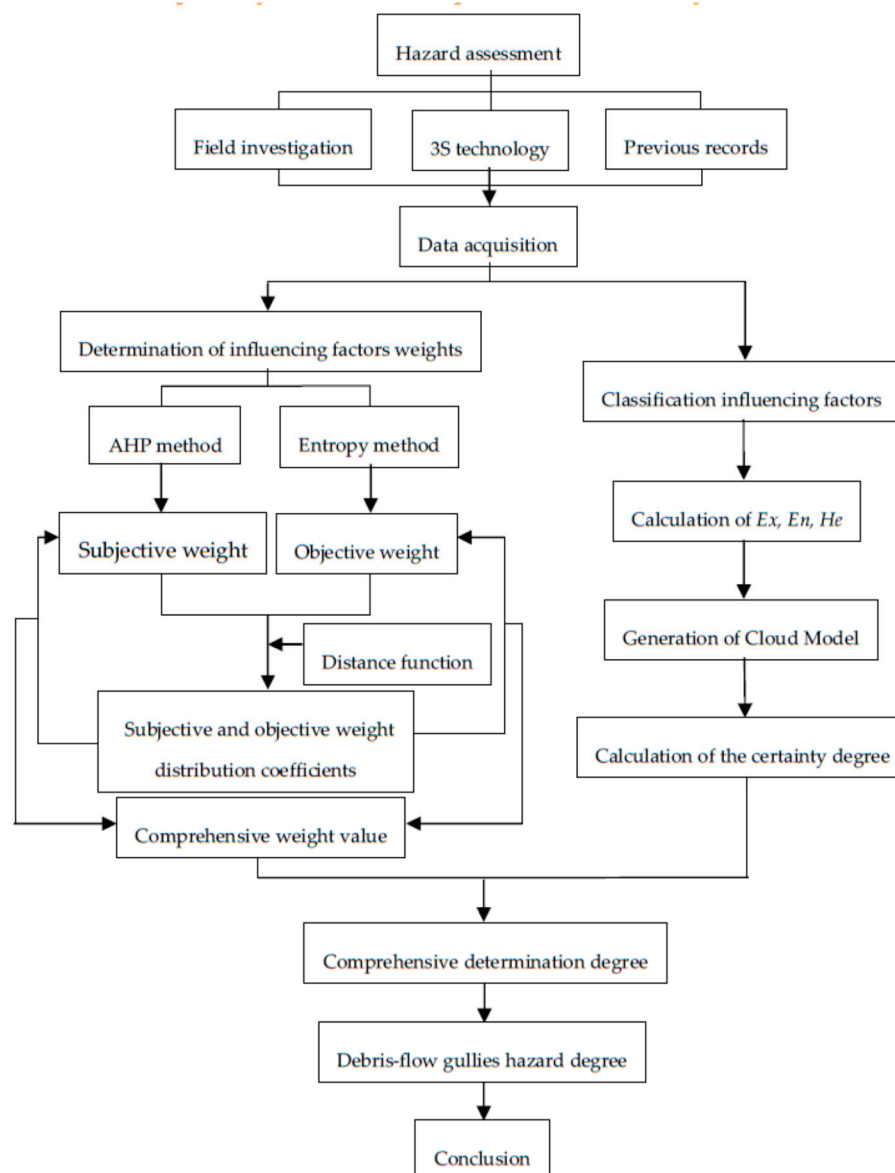 Hazard assessment
Field investigation
3S technology
Previous records
Data acquisition
Determination of influencing factors weights
Classification influencing factors
AHP method
Entropy method
Calculation of Ex, En, He
Subjective weight
Objective weight
Generation of Cloud Model
Distance function
Subjective and objective weight
distribution coefficients
Calculation of the certainty degree
Comprehensive weight value
Comprehensive determination degree
Debris-flow gullies hazard degree
Conclusion